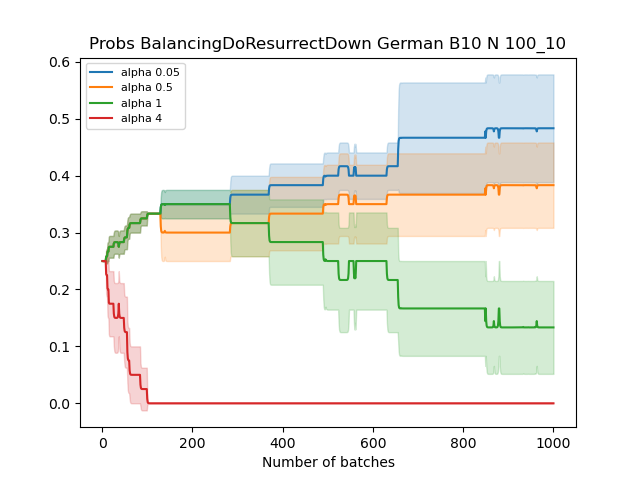 Probs BalancingDoResurrectDown German B10 N 100_10
alpha 0.05
alpha 0.5
alpha 1
alpha 4
0.6
0.5
0.4
0.3
0.2
0.1
0.0
0 200 400 600 800 1000
Number of batches